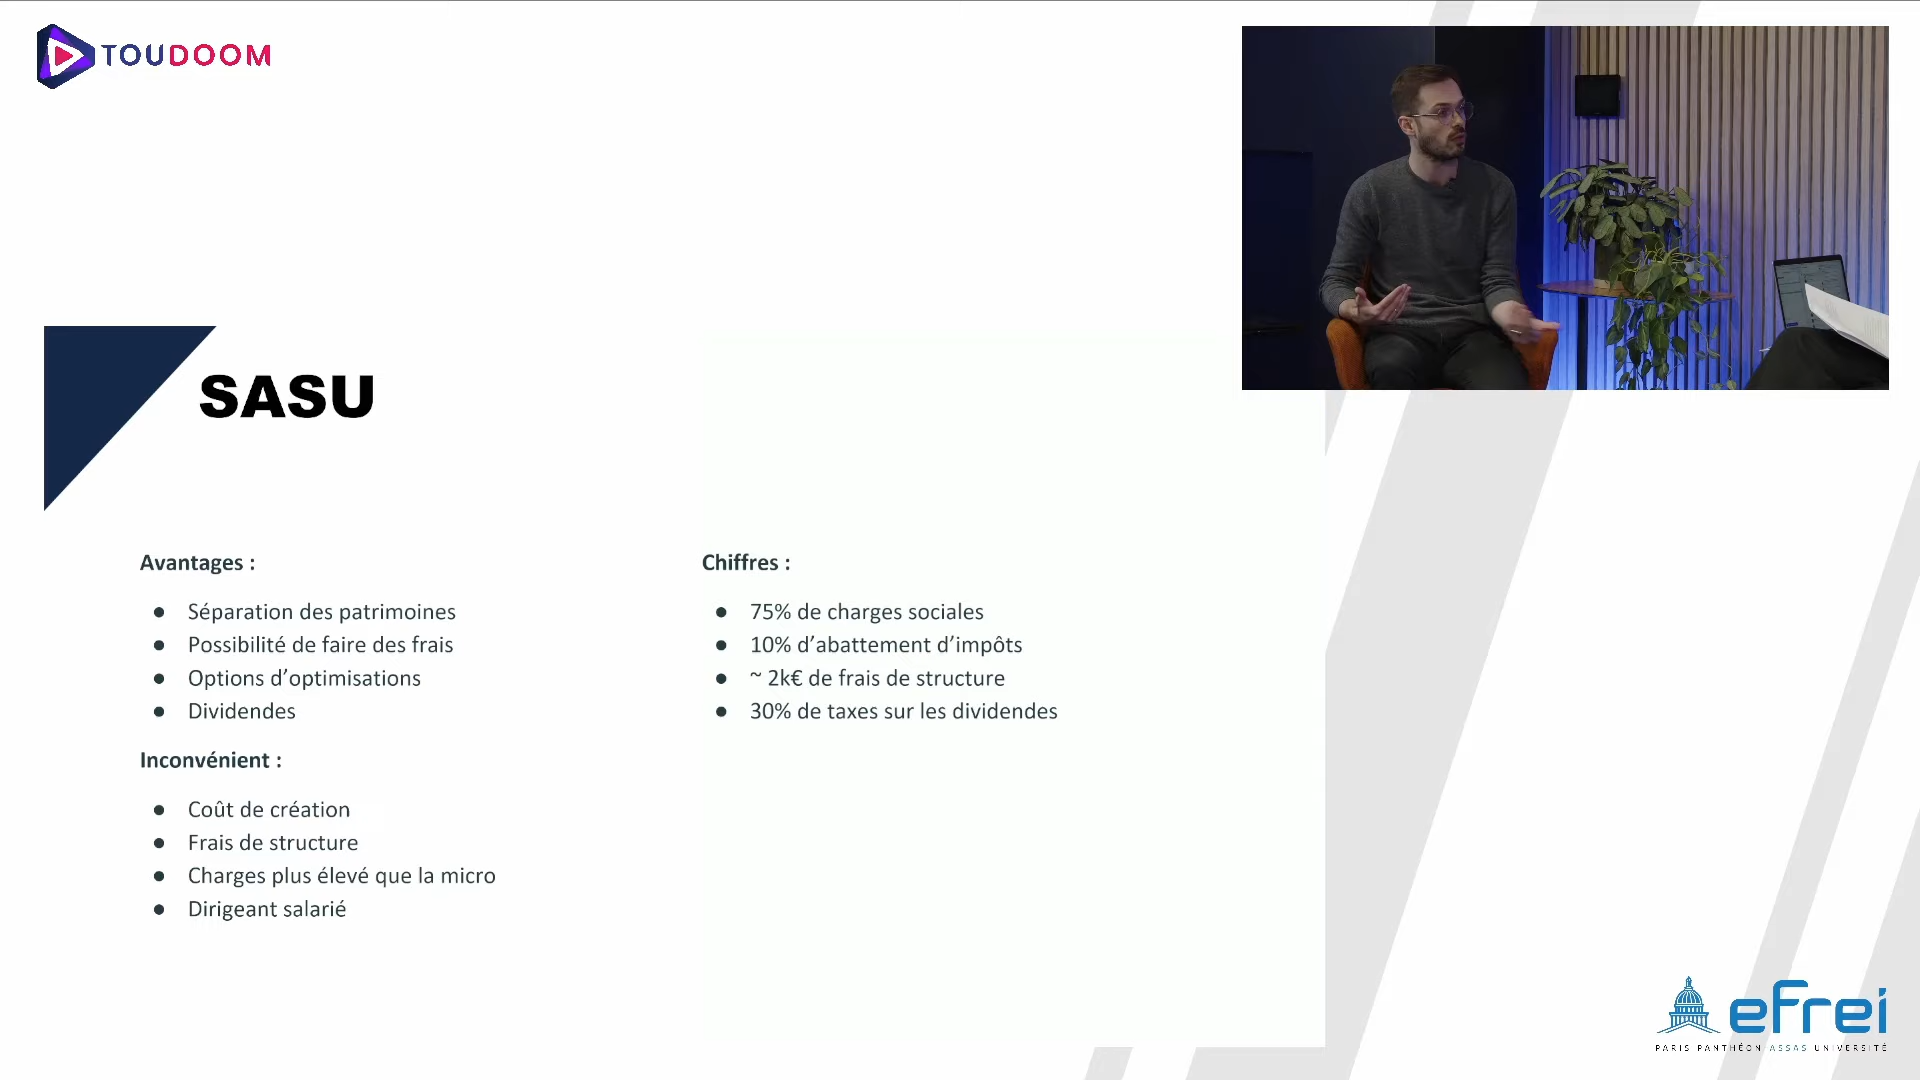 TOUDOOM
SASU
Avantages :
● Séparation des patrimoines
● Possibilité de faire des frais
● Options d’optimisations
● Dividendes
Inconvénient :
● Coût de création
● Frais de structure
● Charges plus élevé que la micro
● Dirigeant salarié
Chiffres :
● 75% de charges sociales
● 10% d’abattement d’impôts
● ~ 2k€ de frais de structure
● 30% de taxes sur les dividendes
efrei
PARIS PANTHÉON ASSAS UNIVERSITÉ